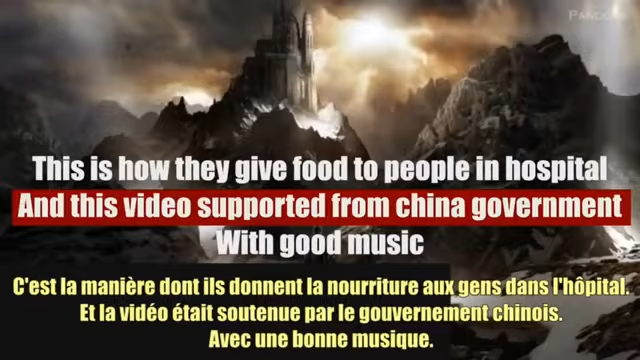 This is how they give food to people in hospital
And this video supported from china government
With good music
C'est la manière dont ils donnent la nourriture aux gens dans l'hôpital.
Et la vidéo était soutenue par le gouvernement chinois.
Avec une bonne musique.